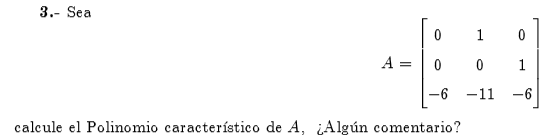 3.- Sea
A = [ 0 1 0
0 0 1
-6 -11 -6 ]
calcule el Polinomio característico de A, ¿Algún comentario?